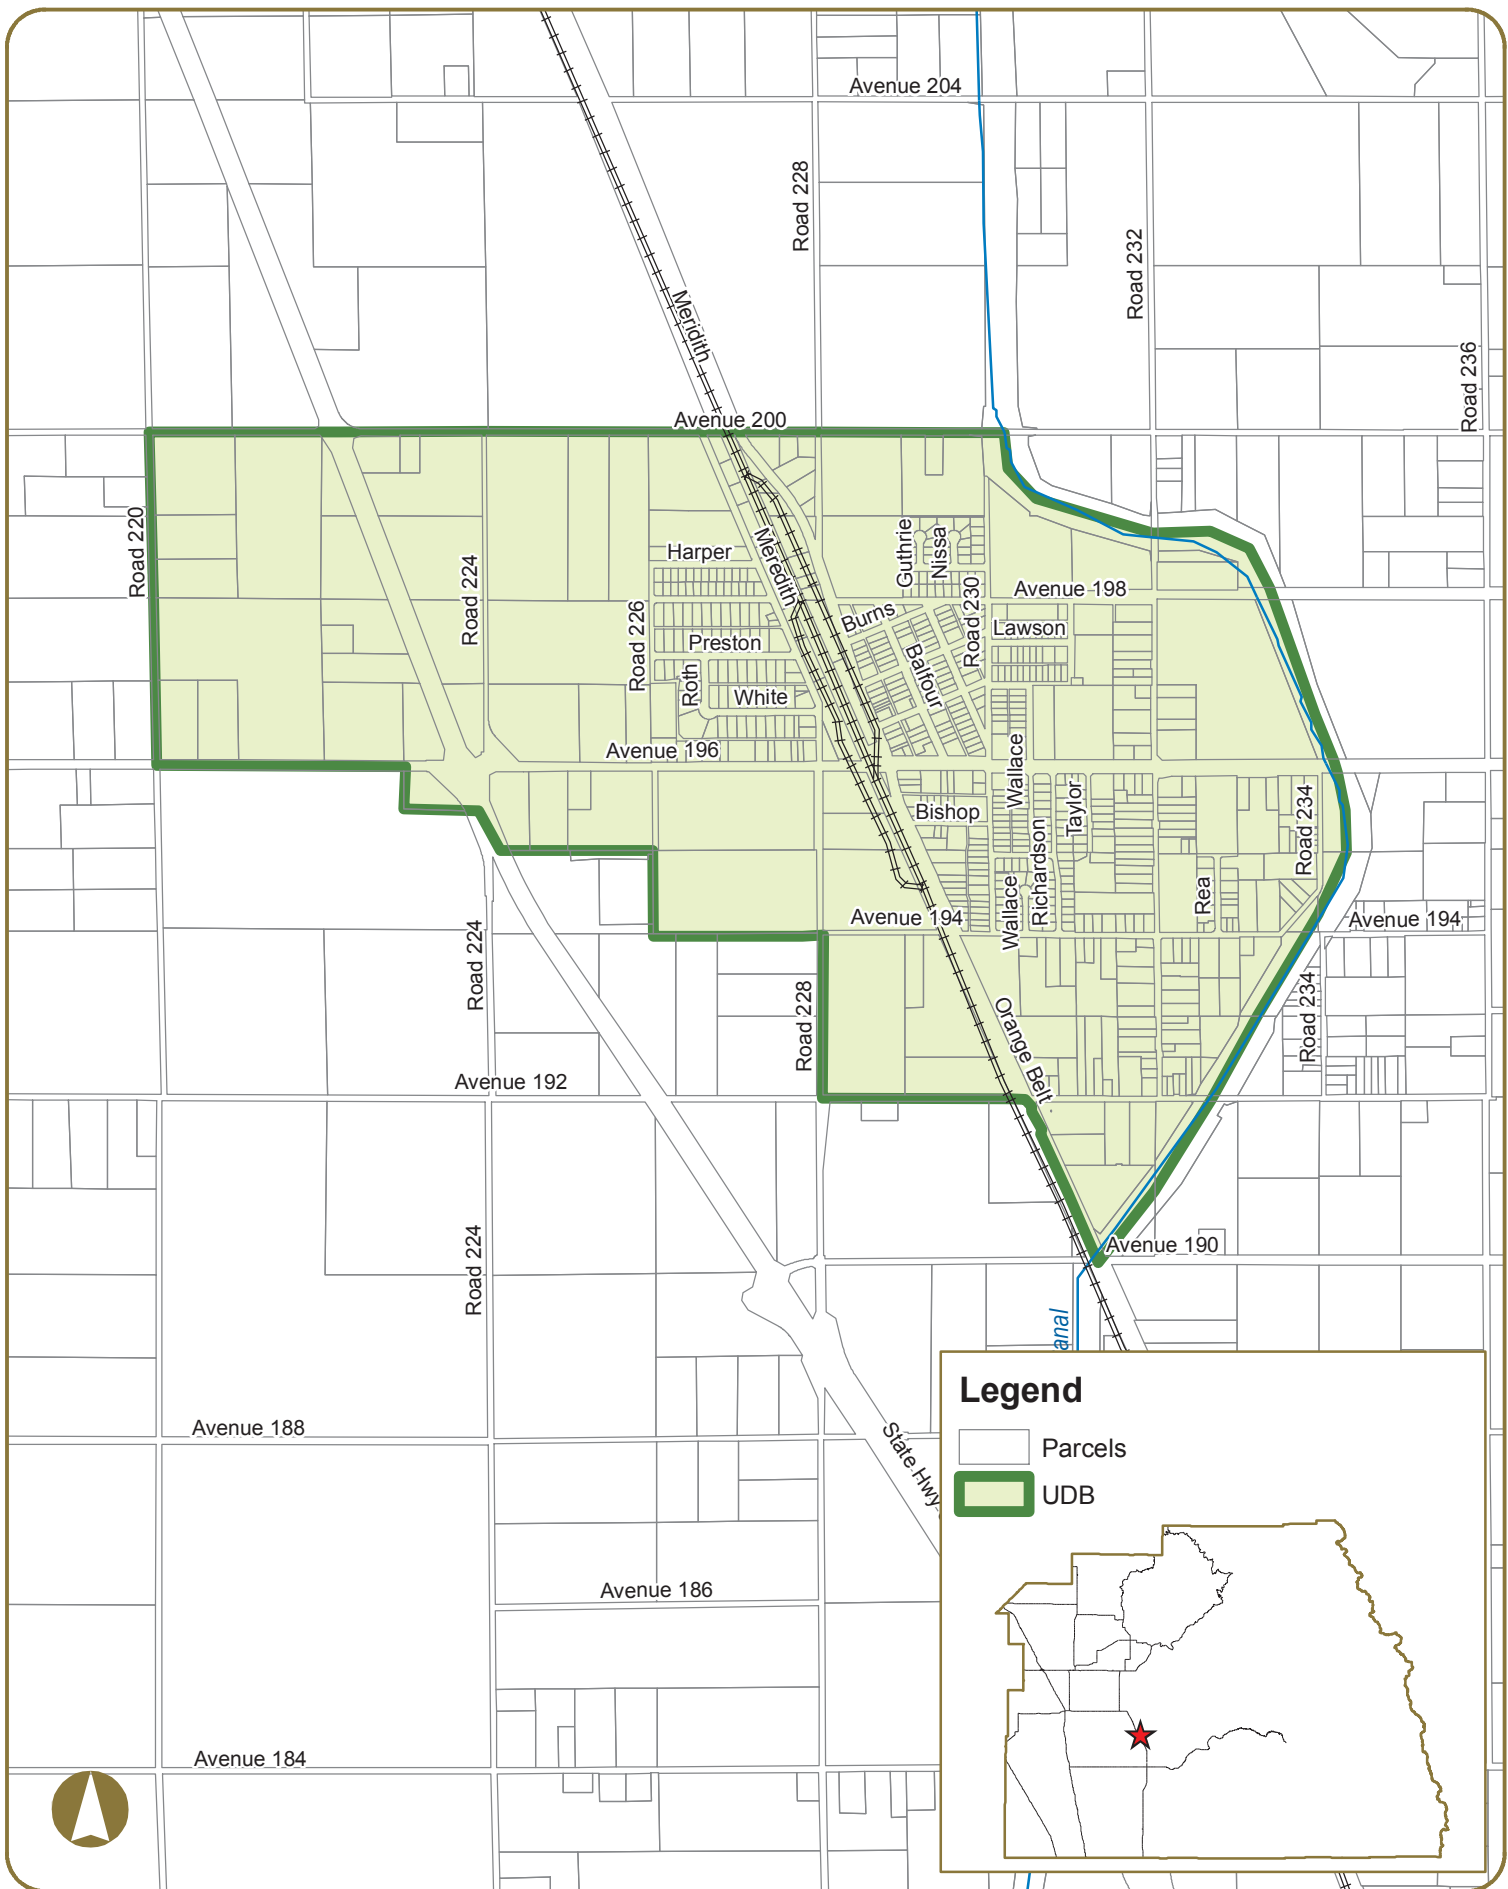 Avenue 204
Road 228
Road 232
Meridith
Road 236
Avenue 200
Road 220
Guthrie
Nissa
Harper
Meredith
Road 224
Avenue 198
Road 230
Road 226
Burns
Lawson
Preston
Balfour
Roth
White
Avenue 196
Wallace
Taylor
Road 234
Bishop
Richardson
Rea
Wallace
Avenue 194
Avenue 194
Road 224
Road 228
Road 234
Orange Belt
Avenue 192
Road 224
Avenue 190
anal
Legend
Parcels
UDB
Avenue 188
State Hwy
Avenue 186
Avenue 184